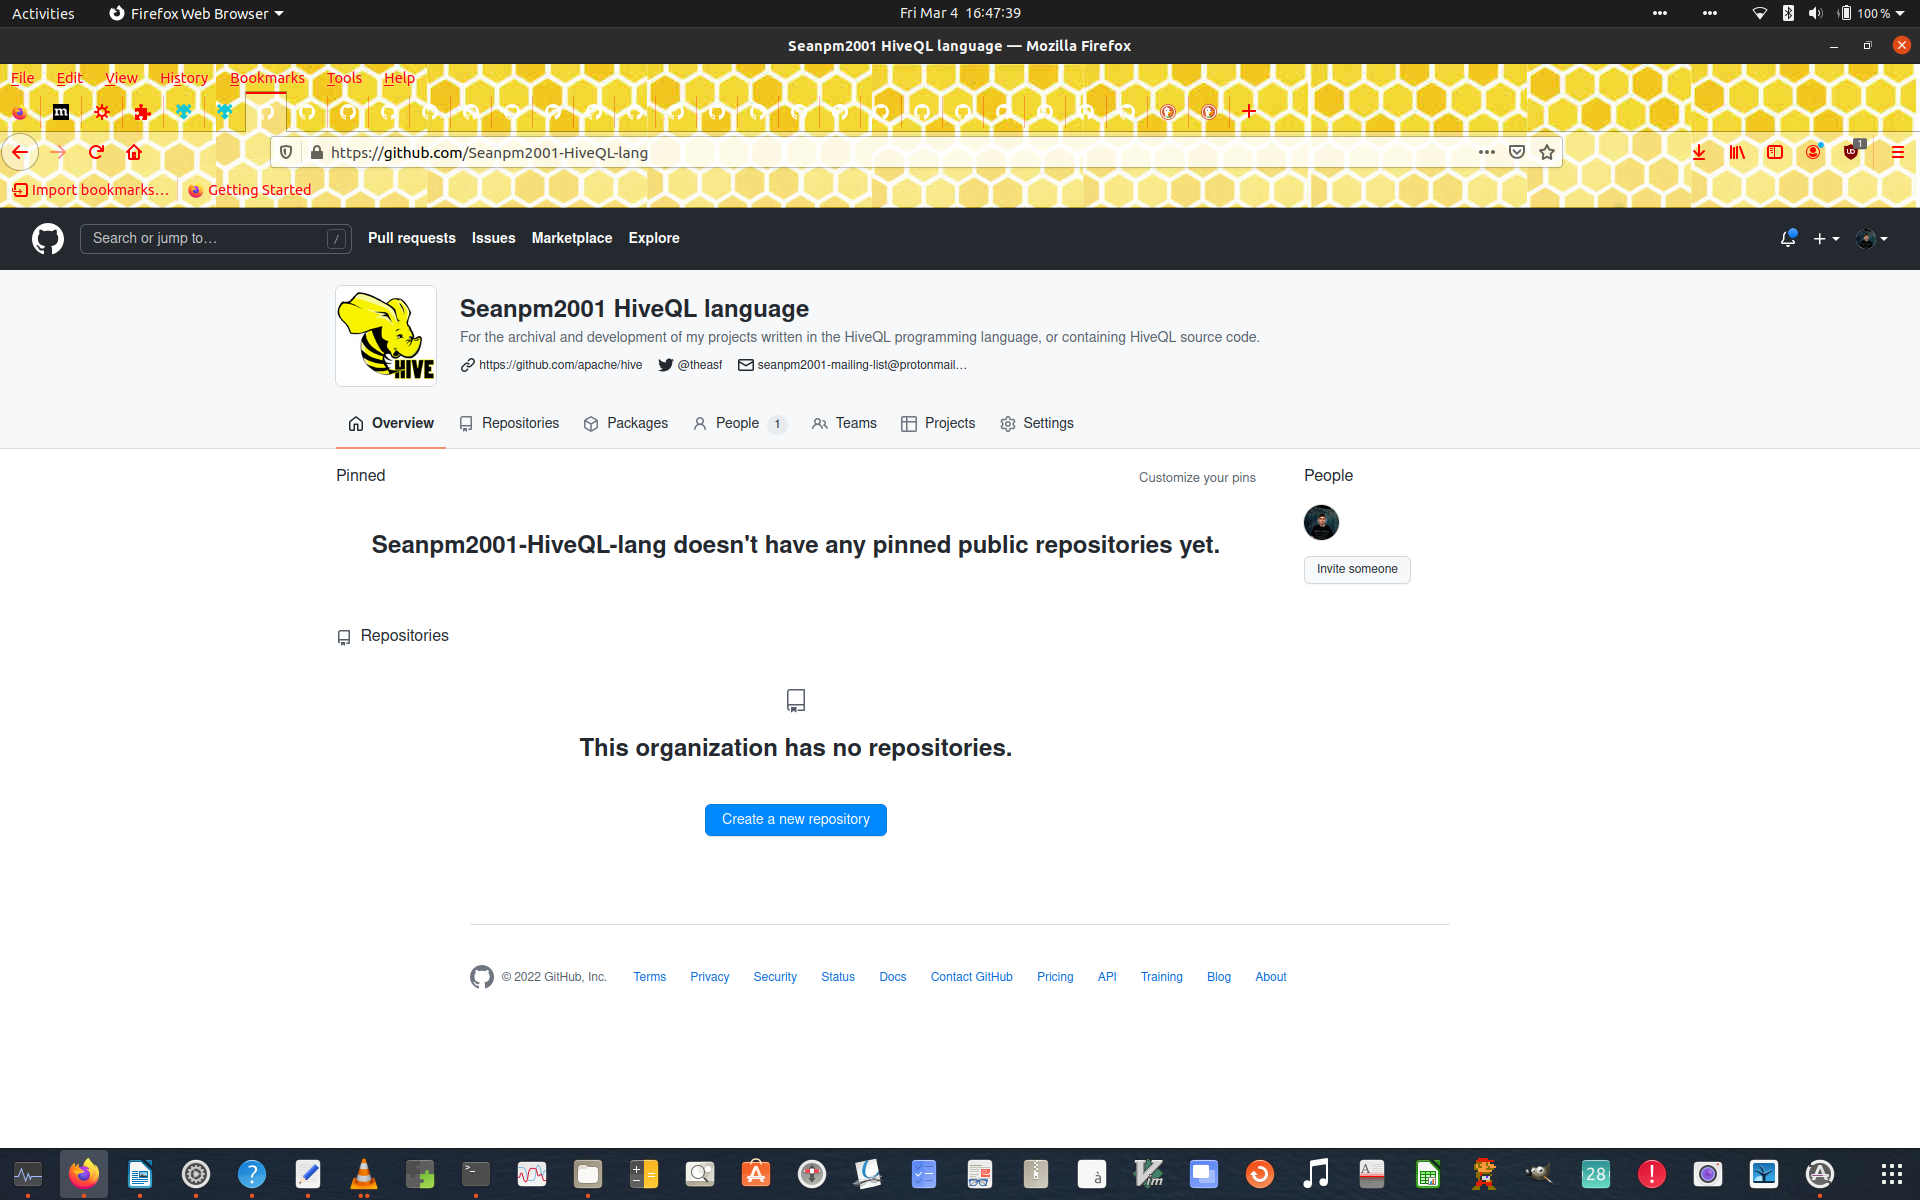 Activities Firefox Web Browser Fri Mar 4 16:47:39 100 %
Seanpm2001 HiveQL language — Mozilla Firefox
File Edit View History Bookmarks Tools Help
m
https://github.com/Seanpm2001-HiveQL-lang 1
Import bookmarks… Getting Started
Search or jump to… / Pull requests Issues Marketplace Explore
HIVE
Seanpm2001 HiveQL language
For the archival and development of my projects written in the HiveQL programming language, or containing HiveQL source code.
https://github.com/apache/hive @theasf seanpm2001-mailing-list@protonmail…
Overview Repositories Packages People 1 Teams Projects Settings
Pinned Customize your pins People
Seanpm2001-HiveQL-lang doesn't have any pinned public repositories yet.
Invite someone
Repositories
This organization has no repositories.
Create a new repository
© 2022 GitHub, Inc. Terms Privacy Security Status Docs Contact GitHub Pricing API Training Blog About
? >_ à Vim A 28 !